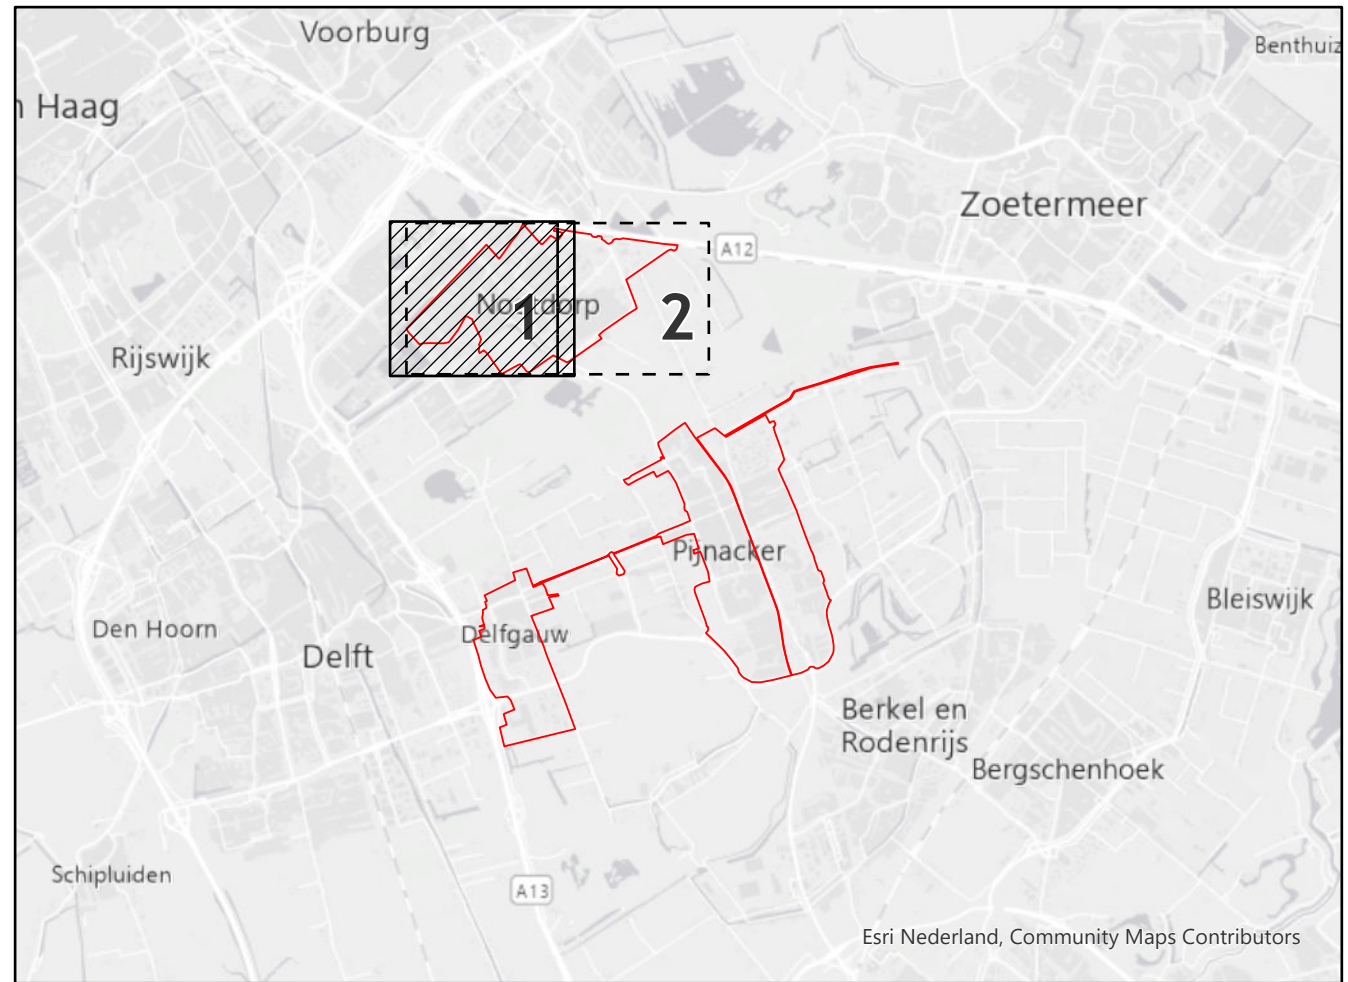 Voorburg
Benthuiz
n Haag
Zoetermeer
A12
Nootdorp
1
2
Rijswijk
Pijnacker
Bleiswijk
Den Hoorn
Delfgauw
Delft
Berkel en
Rodenrijs
Bergschenhoek
Schipluiden
A13
Esri Nederland, Community Maps Contributors